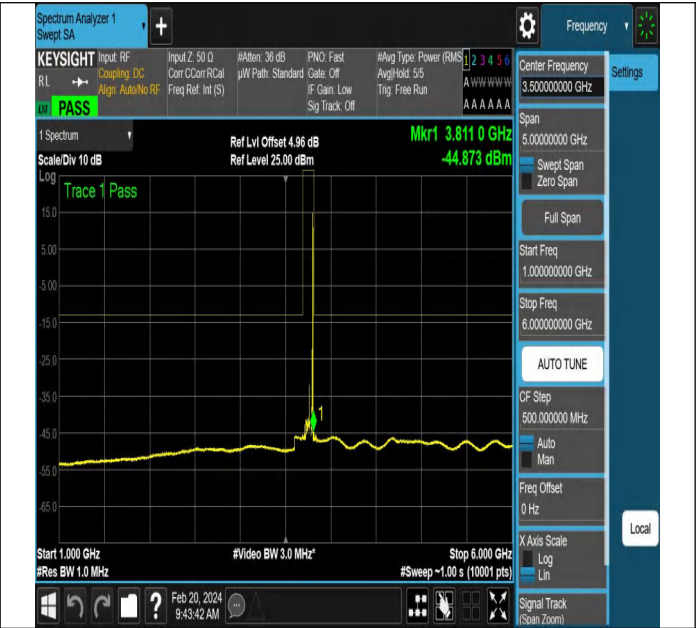 Spectrum Analyzer 1
Swept SA
Frequency
KEYSIGHT
RL
PASS
Input: RF
Coupling: DC
Align: Auto/No RF
Input Z: 50 Ω
Corr CCorr RCal
Freq Ref: Int (S)
#Atten: 36 dB
µW Path: Standard
PNO: Fast
Gate: Off
IF Gain: Low
Sig Track: Off
#Avg Type: Power (RMS
Avg|Hold: 5/5
Trig: Free Run
1 2 3 4 5 6
A W W W W W
A A A A A A
1 Spectrum
Scale/Div 10 dB
Ref Lvl Offset 4.96 dB
Ref Level 25.00 dBm
Mkr1 3.811 0 GHz
-44.873 dBm
Log
Trace 1 Pass
15.0
5.00
-5.00
-15.0
-25.0
-35.0
-45.0
-55.0
-65.0
1
Start 1.000 GHz
#Res BW 1.0 MHz
#Video BW 3.0 MHz*
Stop 6.000 GHz
#Sweep ~1.00 s (10001 pts)
Feb 20, 2024
9:43:42 AM
Center Frequency
3.500000000 GHz
Settings
Span
5.00000000 GHz
Swept Span
Zero Span
Full Span
Start Freq
1.000000000 GHz
Stop Freq
6.000000000 GHz
AUTO TUNE
CF Step
500.000000 MHz
Auto
Man
Freq Offset
0 Hz
X Axis Scale
Log
Lin
Local
Signal Track
(Span Zoom)